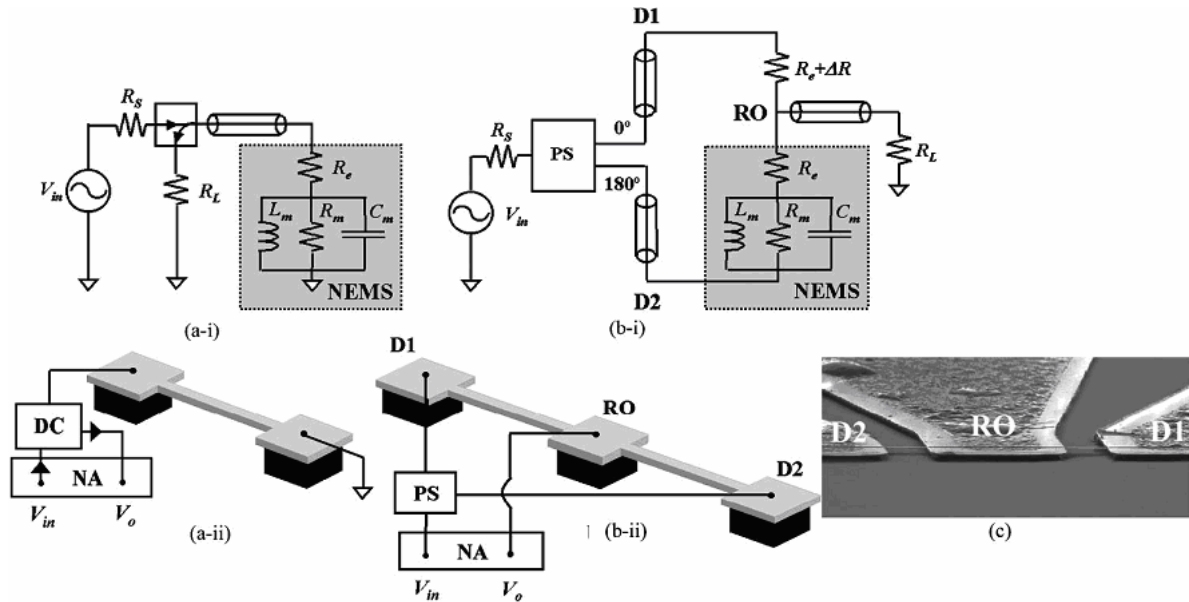 D1
R_e+ΔR
R_S
RO
R_S
0°
PS
R_e
R_L
V_in
R_L
180°
R_e
L_m
R_m
C_m
V_in
L_m
R_m
C_m
NEMS
D2
NEMS
(a-i)
(b-i)
D1
RO
D2
RO
D1
DC
D2
PS
NA
V_in
V_o
(a-ii)
(b-ii)
(c)
NA
V_in
V_o